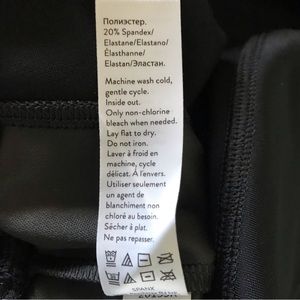 Полиэстер.
20% Spandex/
Elastane/Elastano/
Élasthanne/
Elastan/Эластан.
Machine wash cold,
gentle cycle.
Inside out.
Only non-chlorine
bleach when needed.
Lay flat to dry.
Do not iron.
Laver à froid en
machine, cycle
délicat. À l'envers.
Utiliser seulement
un agent de
blanchiment non
chloré au besoin.
Sécher à plat.
Ne pas repasser.
SPANX